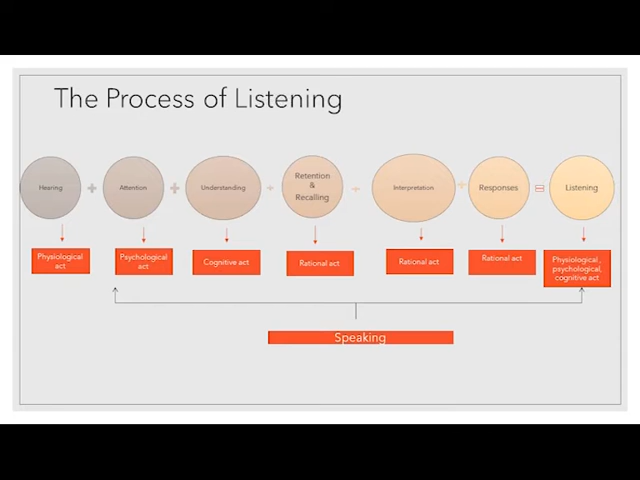 The Process of Listening
Hearing
+
Attention
+
Understanding
+
Retention
&
Recalling
+
Interpretation
+
Responses
=
Listening
Physiological
act
Psychological
act
Cognitive act
Rational act
Rational act
Rational act
Physiological ,
psychological,
cognitive act
Speaking